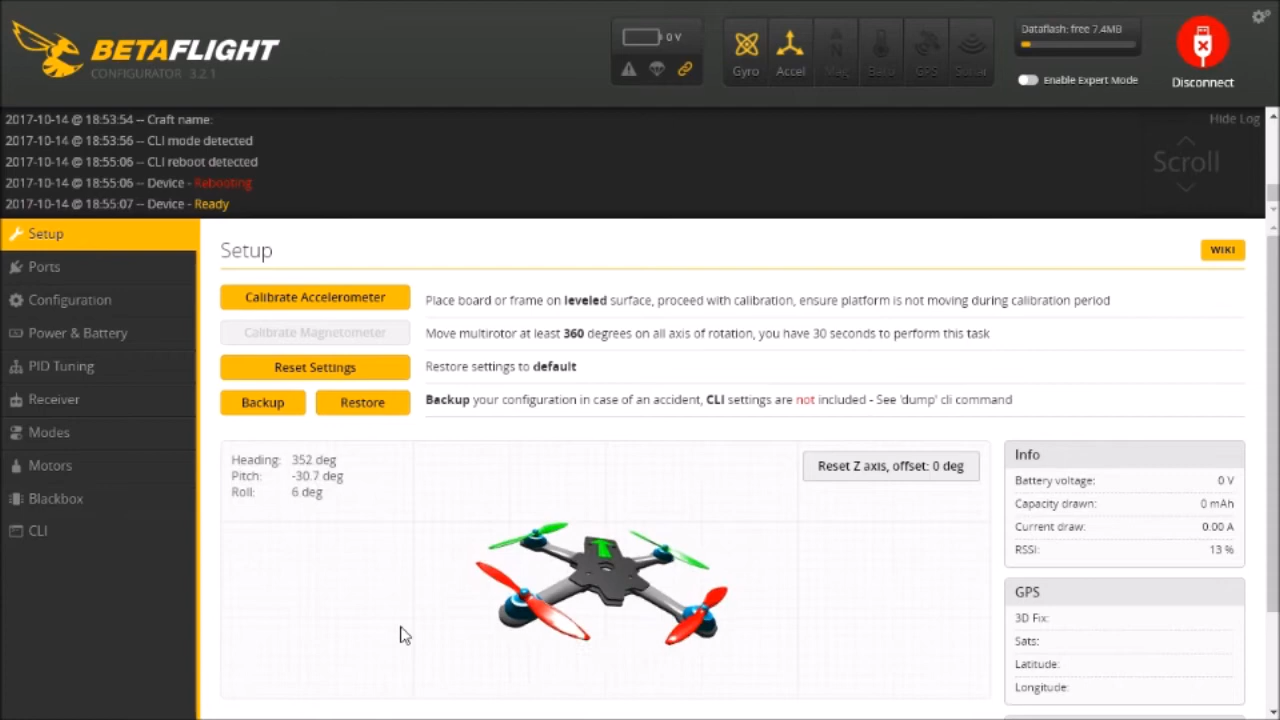 BETAFLIGHT
CONFIGURATOR 3.2.1
0 V
Gyro
Accel
Mag
Baro
GPS
Sonar
Dataflash: free 7.4MB
Enable Expert Mode
Disconnect
2017-10-14 @ 18:53:54 -- Craft name:
2017-10-14 @ 18:53:56 -- CLI mode detected
2017-10-14 @ 18:55:06 -- CLI reboot detected
2017-10-14 @ 18:55:06 -- Device - Rebooting
2017-10-14 @ 18:55:07 -- Device - Ready
Hide Log
Scroll
Setup
Ports
Configuration
Power & Battery
PID Tuning
Receiver
Modes
Motors
Blackbox
CLI
Setup
WIKI
Calibrate Accelerometer
Place board or frame on leveled surface, proceed with calibration, ensure platform is not moving during calibration period
Calibrate Magnetometer
Move multirotor at least 360 degrees on all axis of rotation, you have 30 seconds to perform this task
Reset Settings
Restore settings to default
Backup
Restore
Backup your configuration in case of an accident, CLI settings are not included - See 'dump' cli command
Heading: 352 deg
Pitch: -30.7 deg
Roll: 6 deg
Reset Z axis, offset: 0 deg
Info
Battery voltage: 0 V
Capacity drawn: 0 mAh
Current draw: 0.00 A
RSSI: 13 %
GPS
3D Fix:
Sats:
Latitude:
Longitude: